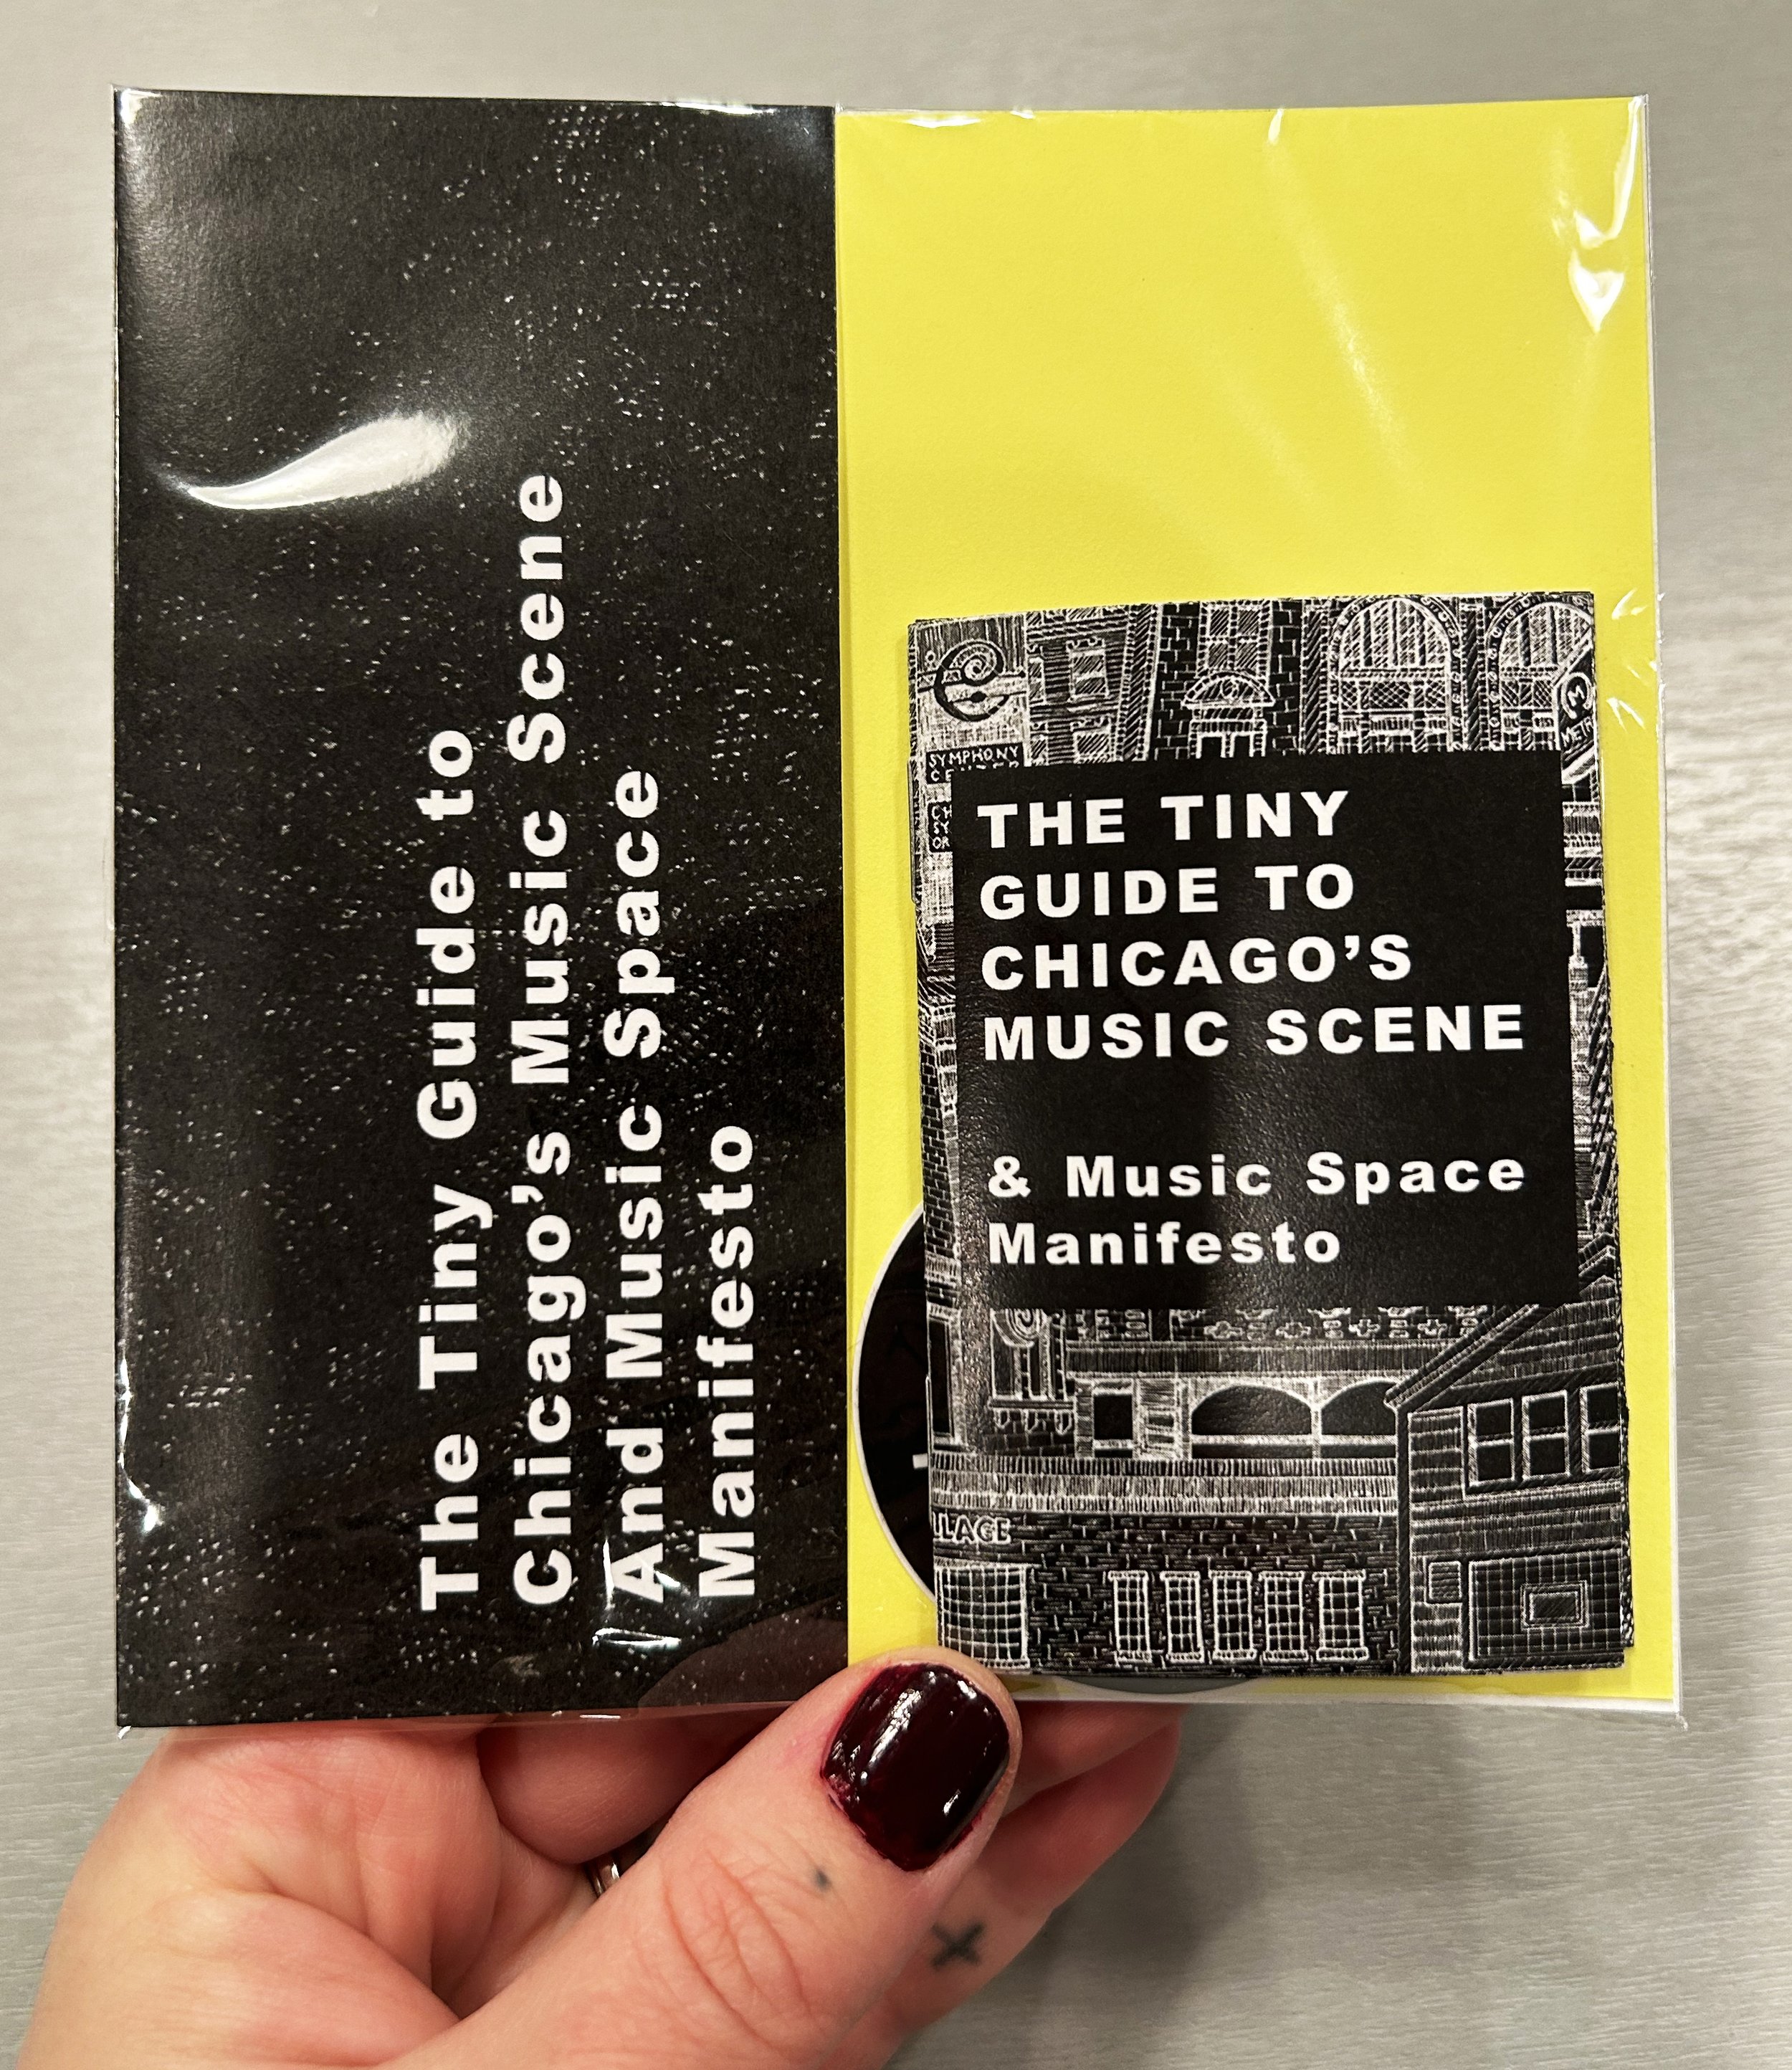 The Tiny Guide to
Chicago's Music Scene
And Music Space
Manifesto
SYMPHONY
CENTER
METR
THE TINY
GUIDE TO
CHICAGO'S
MUSIC SCENE
& Music Space
Manifesto
LLAGE